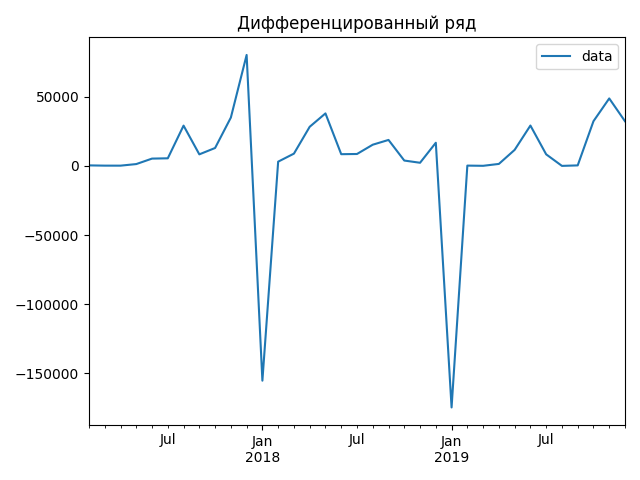 Дифференцированный ряд
data
50000
0
−50000
−100000
−150000
Jul
Jan
2018
Jul
Jan
2019
Jul